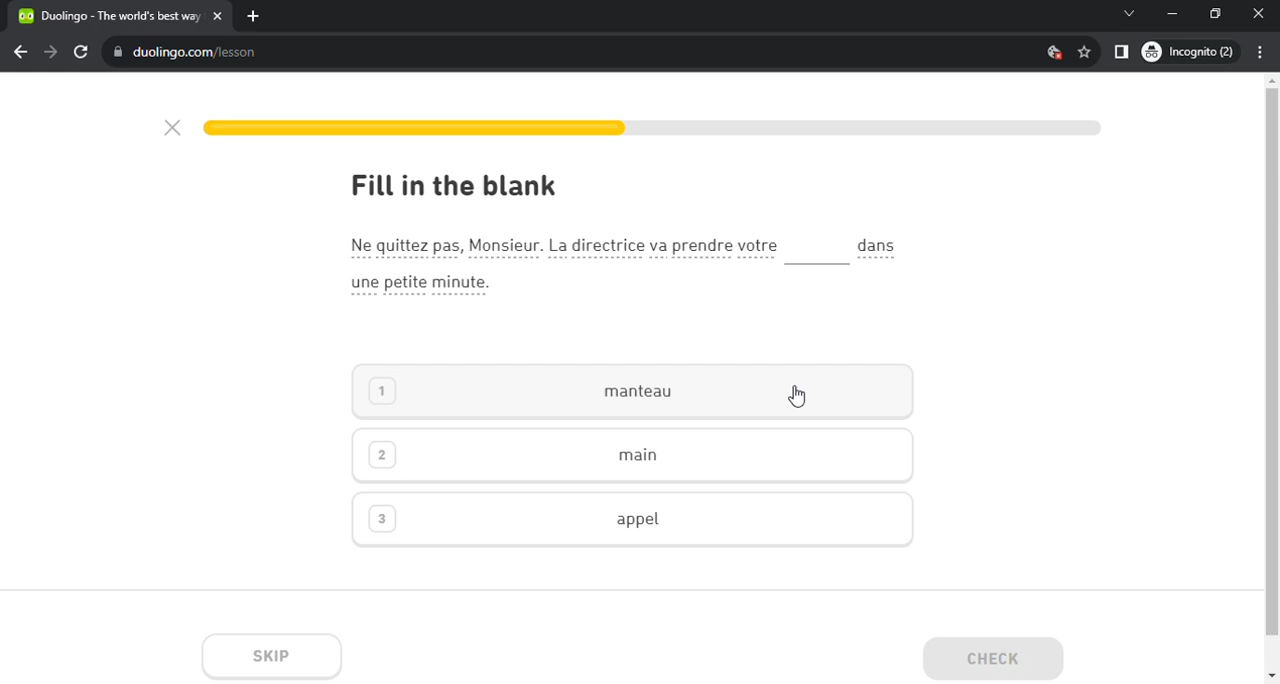 Duolingo - The world's best way
duolingo.com/lesson
Incognito (2)
Fill in the blank
Ne quittez pas, Monsieur. La directrice va prendre votre ______ dans
une petite minute.
1 manteau
2 main
3 appel
SKIP
CHECK